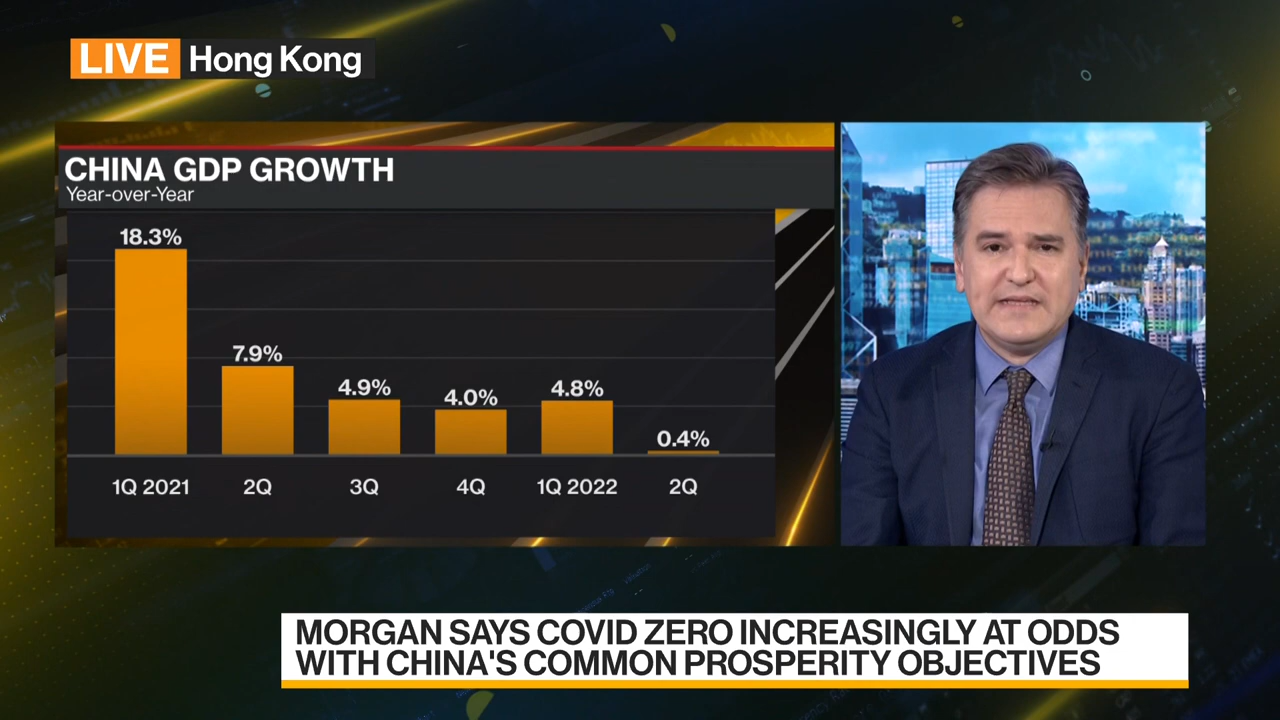 LIVE Hong Kong
CHINA GDP GROWTH
Year-over-Year
18.3%
7.9%
4.9%
4.0%
4.8%
0.4%
1Q 2021
2Q
3Q
4Q
1Q 2022
2Q
MORGAN SAYS COVID ZERO INCREASINGLY AT ODDS
WITH CHINA'S COMMON PROSPERITY OBJECTIVES